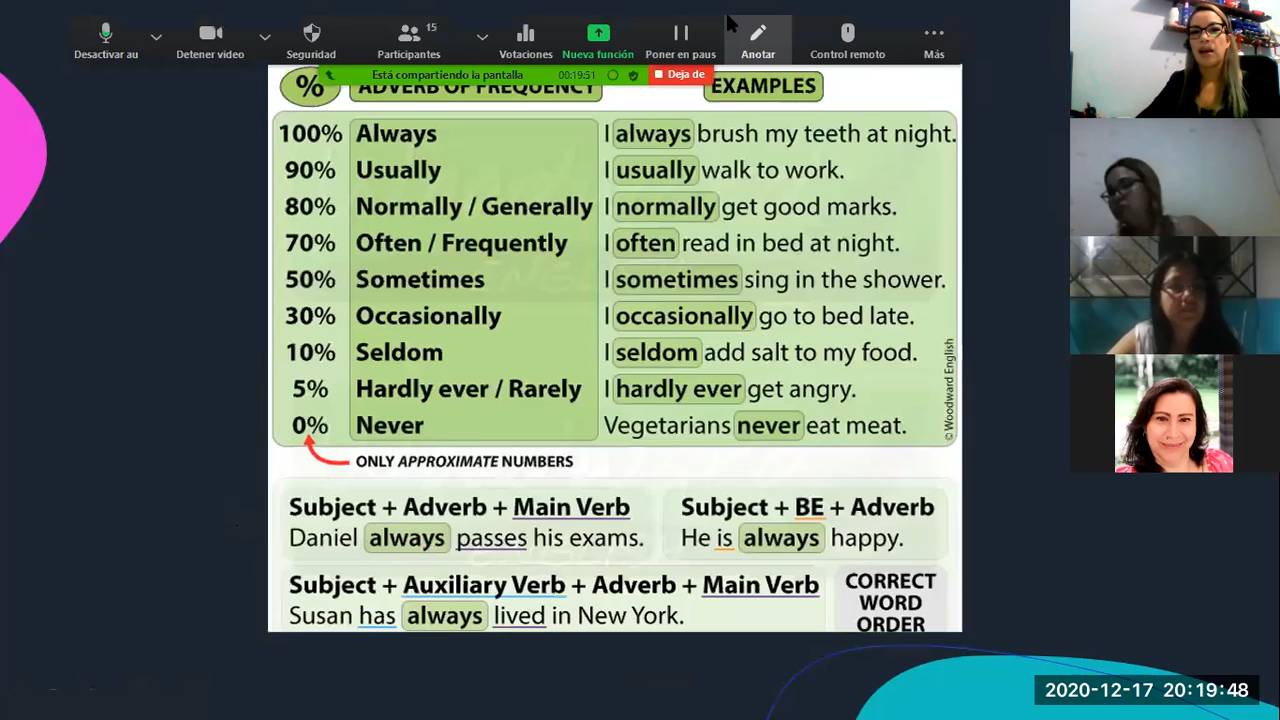 Desactivar au
Detener video
Seguridad
Participantes
15
Votaciones
Nueva función
Poner en paus
Anotar
Control remoto
Más
Está compartiendo la pantalla
00:19:51
Deja de
% ADVERB OF FREQUENCY EXAMPLES
100% Always I always brush my teeth at night.
90% Usually I usually walk to work.
80% Normally / Generally I normally get good marks.
70% Often / Frequently I often read in bed at night.
50% Sometimes I sometimes sing in the shower.
30% Occasionally I occasionally go to bed late.
10% Seldom I seldom add salt to my food.
5% Hardly ever / Rarely I hardly ever get angry.
0% Never Vegetarians never eat meat.
© Woodward English
ONLY APPROXIMATE NUMBERS
Subject + Adverb + Main Verb
Daniel always passes his exams.
Subject + BE + Adverb
He is always happy.
Subject + Auxiliary Verb + Adverb + Main Verb
Susan has always lived in New York.
CORRECT
WORD
ORDER
2020-12-17 20:19:48